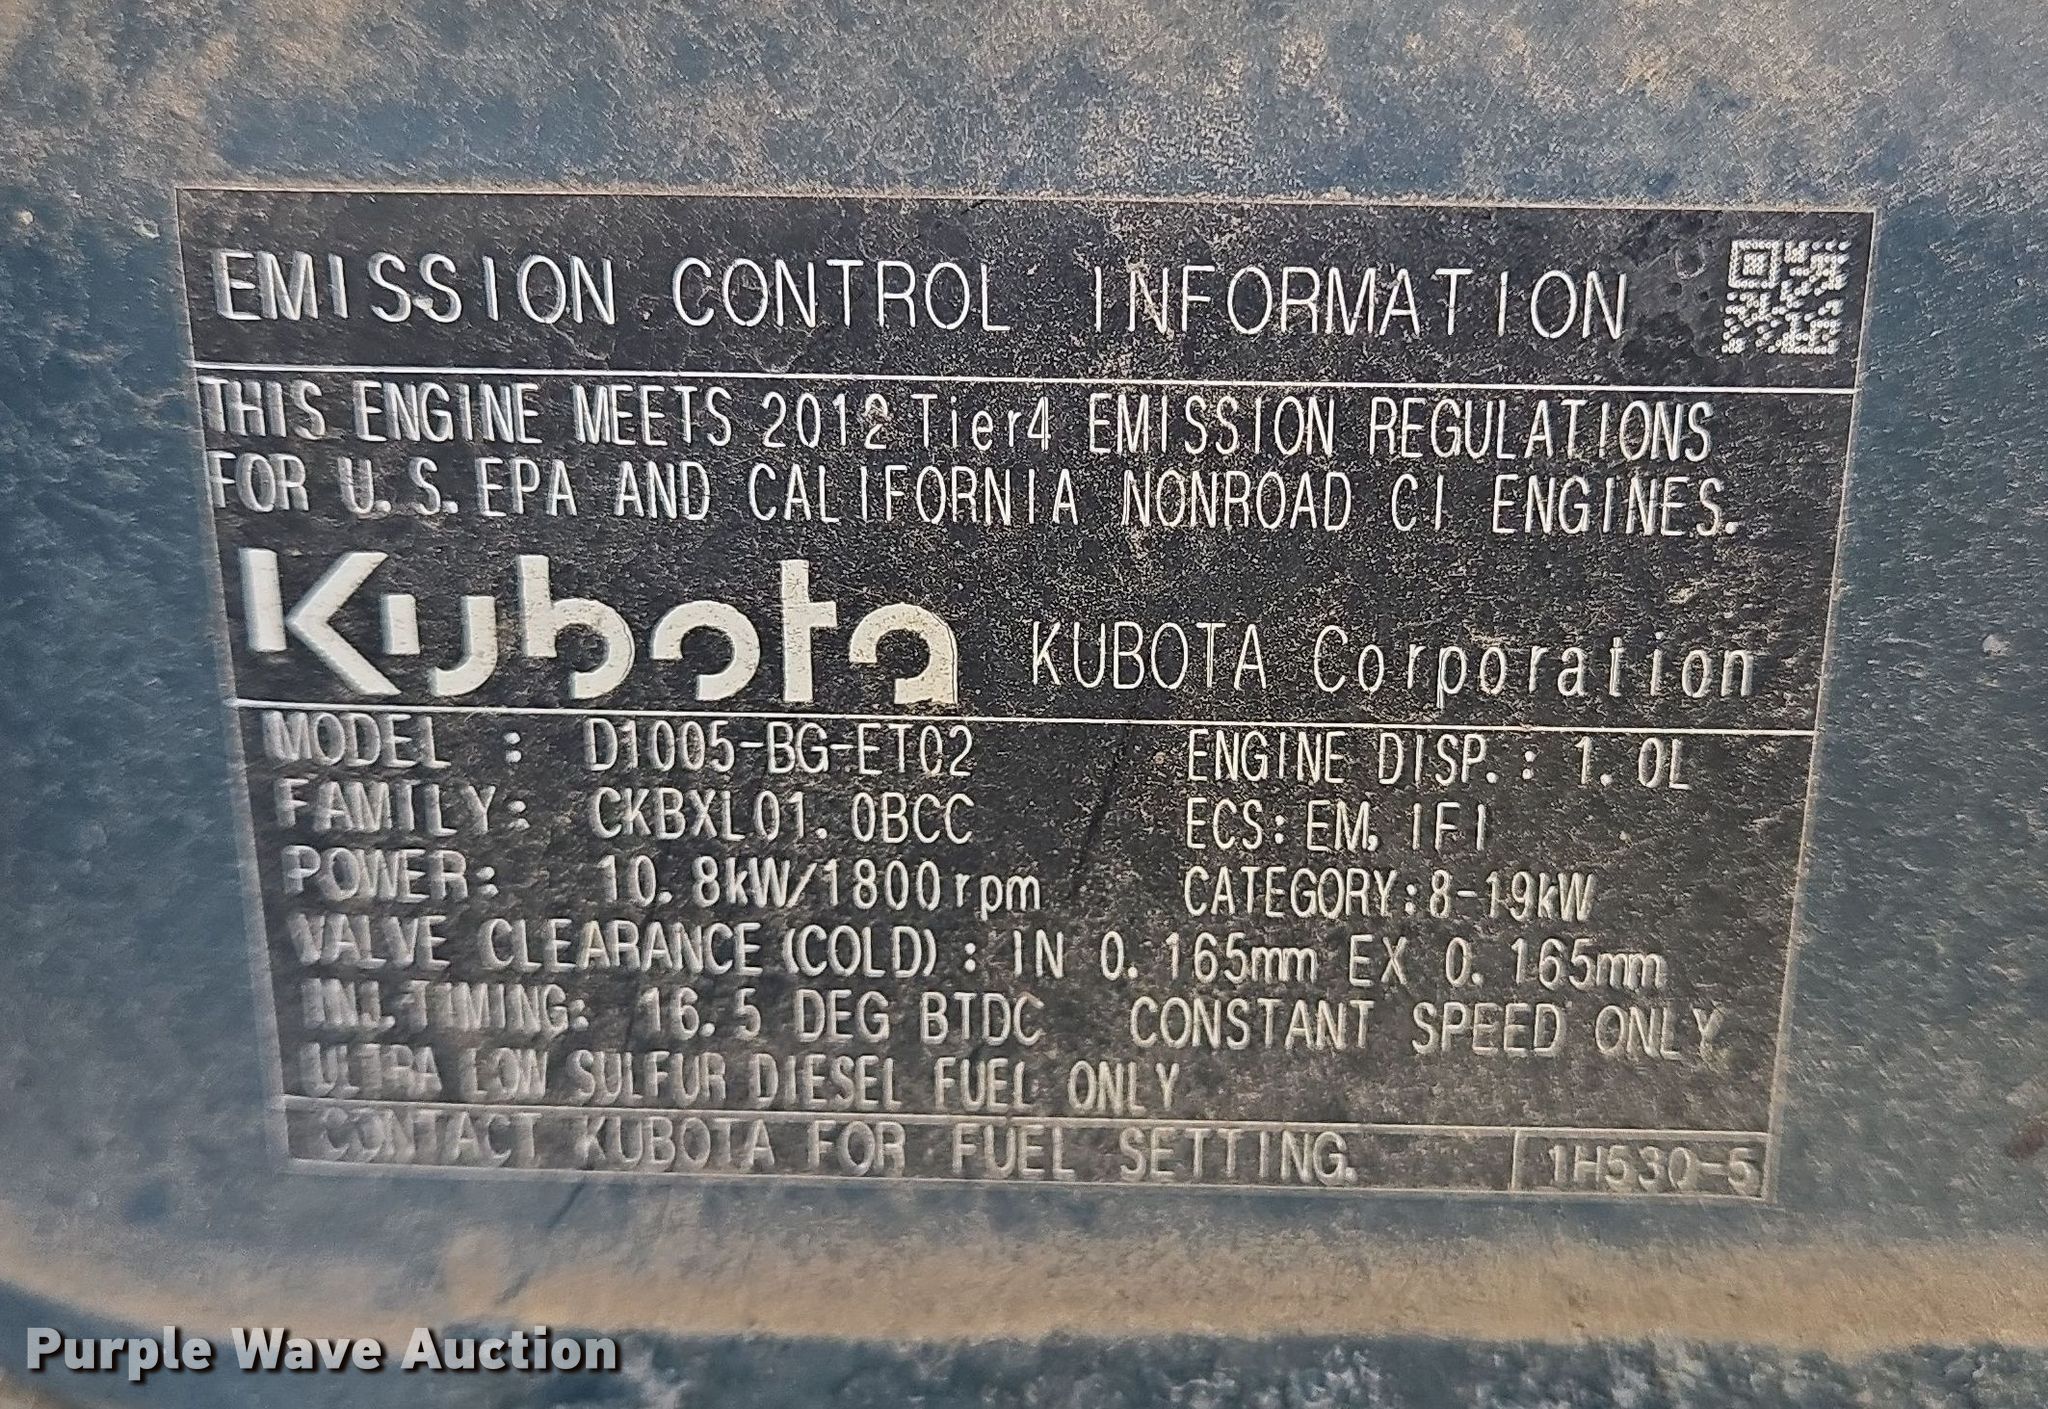 EMISSION CONTROL INFORMATION
THIS ENGINE MEETS 2012 Tier4 EMISSION REGULATIONS
FOR U.S. EPA AND CALIFORNIA NONROAD CI ENGINES.
Kubota KUBOTA Corporation
MODEL : D1005-BG-ET02 ENGINE DISP.: 1.0L
FAMILY: CKBXL01.0BCC ECS: EM, IFI
POWER: 10.8kW/1800rpm CATEGORY:8-19kW
VALVE CLEARANCE(COLD): IN 0.165mm EX 0.165mm
INJ.TIMING: 16.5 DEG BTDC CONSTANT SPEED ONLY
ULTRA LOW SULFUR DIESEL FUEL ONLY
CONTACT KUBOTA FOR FUEL SETTING. 1H530-5
Purple Wave Auction